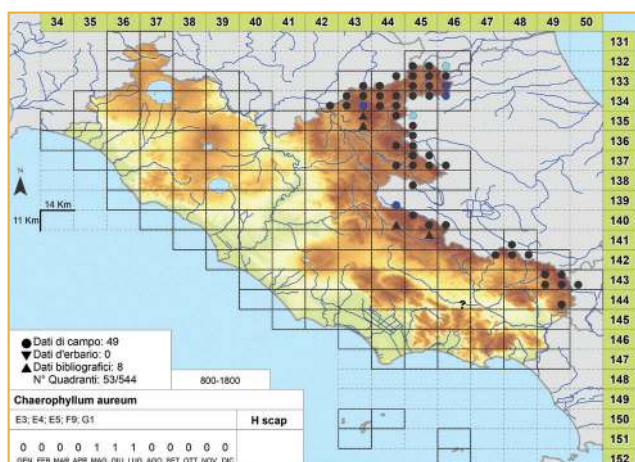 34 35 36 37 38 39 40 41 42 43 44 45 46 47 48 49 50
131
132
133
134
135
136
137
138
139
140
141
142
143
144
145
146
147
148
149
150
151
152
N
14 Km
11 Km
?
Dati di campo: 49
Dati d'erbario: 0
Dati bibliografici: 8
N° Quadranti: 53/544
800-1800
Chaerophyllum aureum
E3; E4; E5; F9; G1
H scap
0 0 0 0 1 1 1 0 0 0 0 0
GEN FEB MAR APR MAG GIU LUG AGO SET OTT NOV DIC